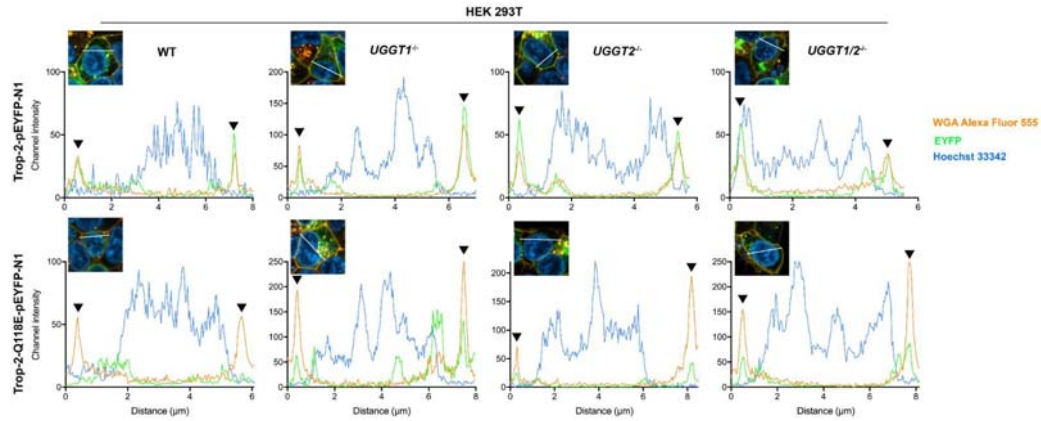 HEK 293T
WT
UGGT1-/-
UGGT2-/-
UGGT1/2-/-
Trop-2-pEYFP-N1
Channel intensity
100
50
0
0 2 4 6 8
200
150
100
50
0
0 2 4 6
100
50
0
0 2 4 6
100
50
0
0 2 4 6
WGA Alexa Fluor 555
EYFP
Hoechst 33342
Trop-2-Q118E-pEYFP-N1
Channel intensity
100
50
0
0 2 4 6
Distance (µm)
250
200
150
100
50
0
0 2 4 6 8
Distance (µm)
200
150
100
50
0
0 2 4 6 8
Distance (µm)
250
200
150
100
50
0
0 2 4 6 8
Distance (µm)